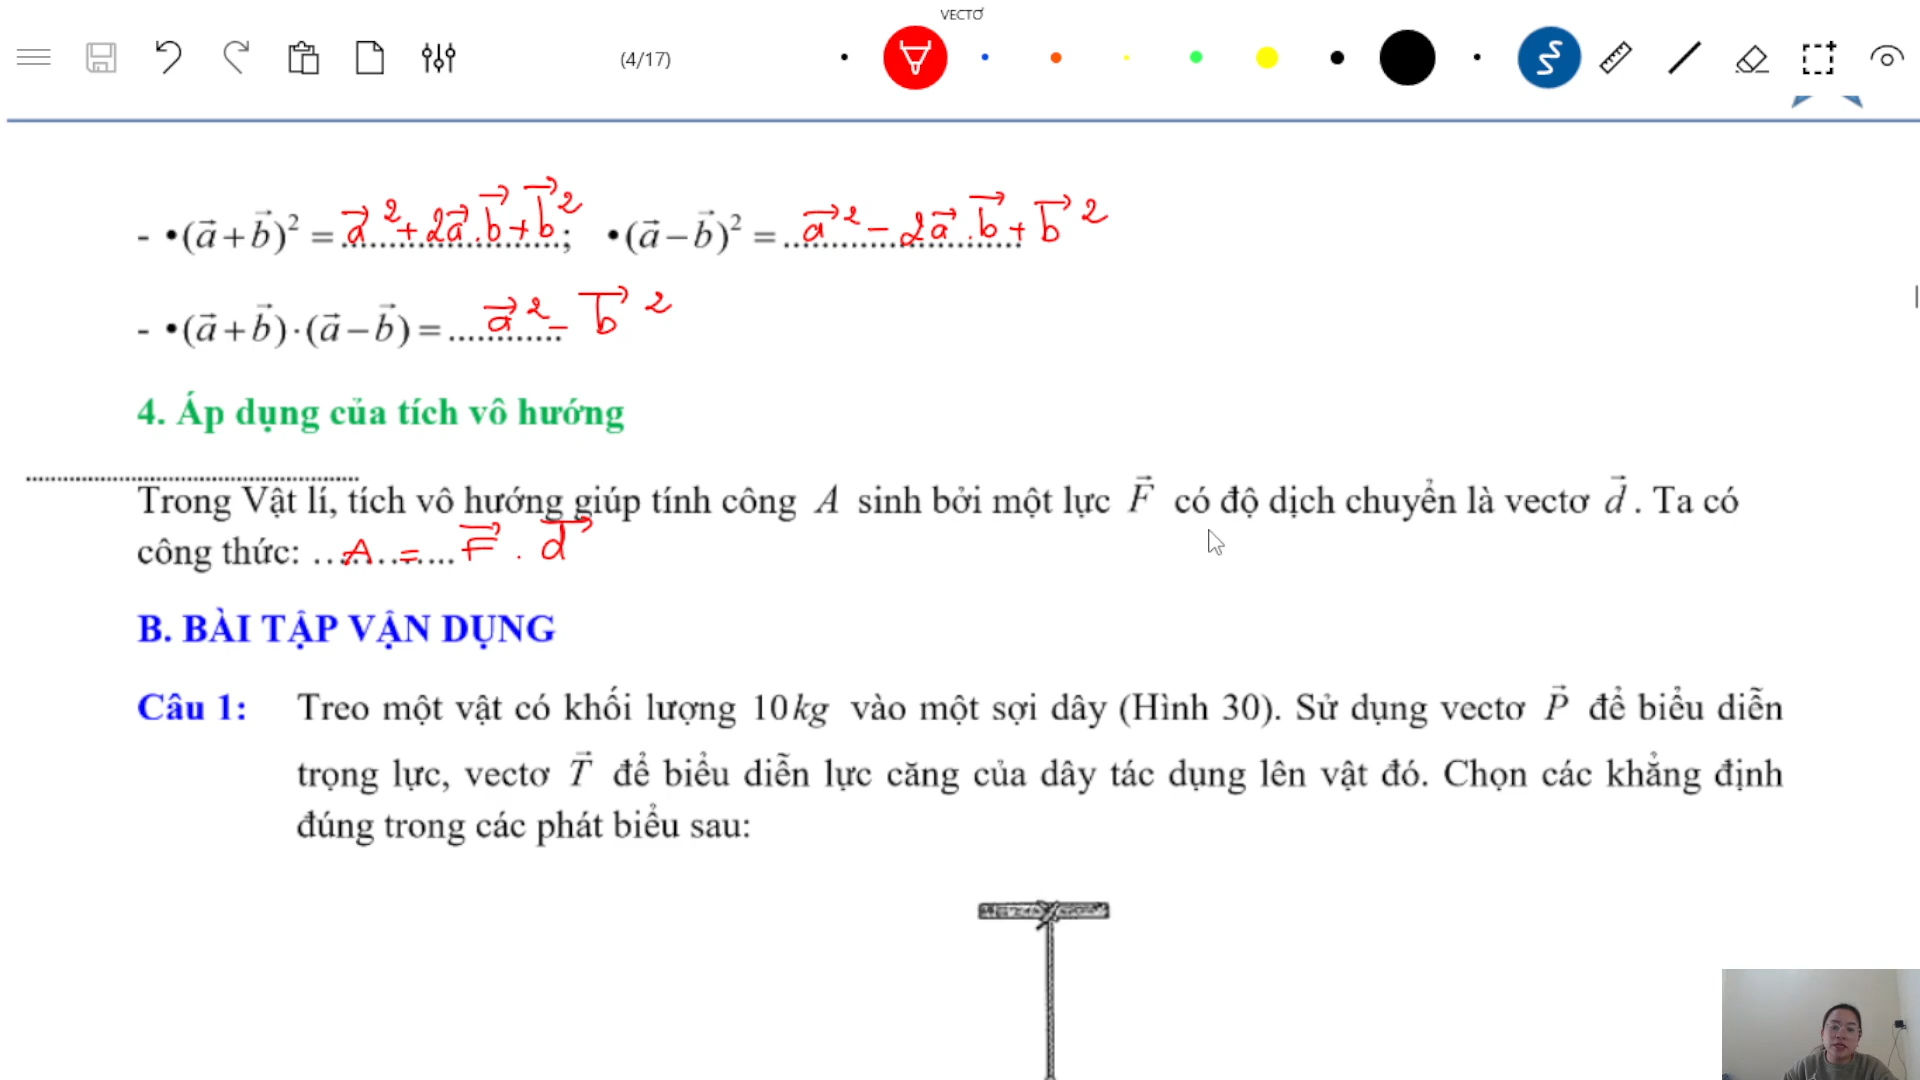 VECTƠ
(4/17)
- •(a⃗+b⃗)² = a⃗²+2a⃗.b⃗+b⃗²; •(a⃗−b⃗)² = a⃗²−2a⃗.b⃗+b⃗²
- •(a⃗+b⃗)·(a⃗−b⃗) = ............ a⃗²−b⃗²
4. Áp dụng của tích vô hướng
Trong Vật lí, tích vô hướng giúp tính công A sinh bởi một lực F⃗ có độ dịch chuyển là vectơ d⃗. Ta có
công thức: ............ A = F⃗ . d⃗
B. BÀI TẬP VẬN DỤNG
Câu 1: Treo một vật có khối lượng 10kg vào một sợi dây (Hình 30). Sử dụng vectơ P⃗ để biểu diễn
trọng lực, vectơ T⃗ để biểu diễn lực căng của dây tác dụng lên vật đó. Chọn các khẳng định
đúng trong các phát biểu sau: